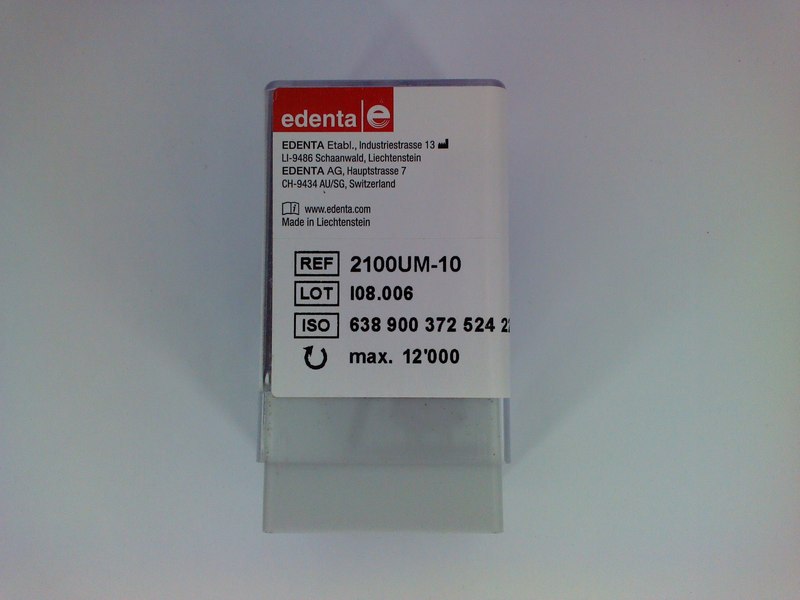 edenta e
EDENTA Etabl., Industriestrasse 13
LI-9486 Schaanwald, Liechtenstein
EDENTA AG, Hauptstrasse 7
CH-9434 AU/SG, Switzerland
i www.edenta.com
Made in Liechtenstein
REF 2100UM-10
LOT I08.006
ISO 638 900 372 524
max. 12'000